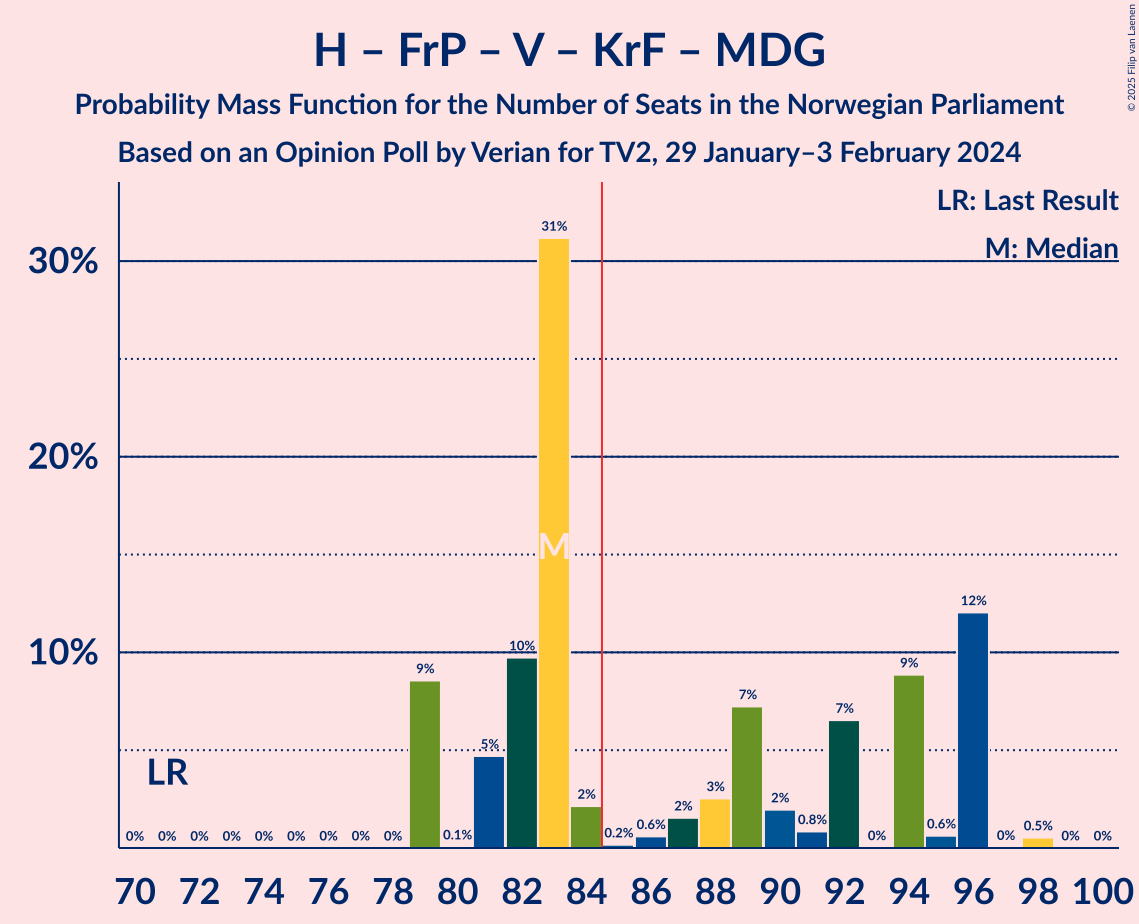 H – FrP – V – KrF – MDG
Probability Mass Function for the Number of Seats in the Norwegian Parliament
Based on an Opinion Poll by Verian for TV2, 29 January–3 February 2024
© 2025 Filip van Laenen
LR: Last Result
M: Median
30%
20%
10%
LR
M
0% 0% 0% 0% 0% 0% 0% 0% 0% 9% 0.1% 5% 10% 31% 2% 0.2% 0.6% 2% 3% 7% 2% 0.8% 7% 0% 9% 0.6% 12% 0% 0.5% 0% 0%
70 72 74 76 78 80 82 84 86 88 90 92 94 96 98 100